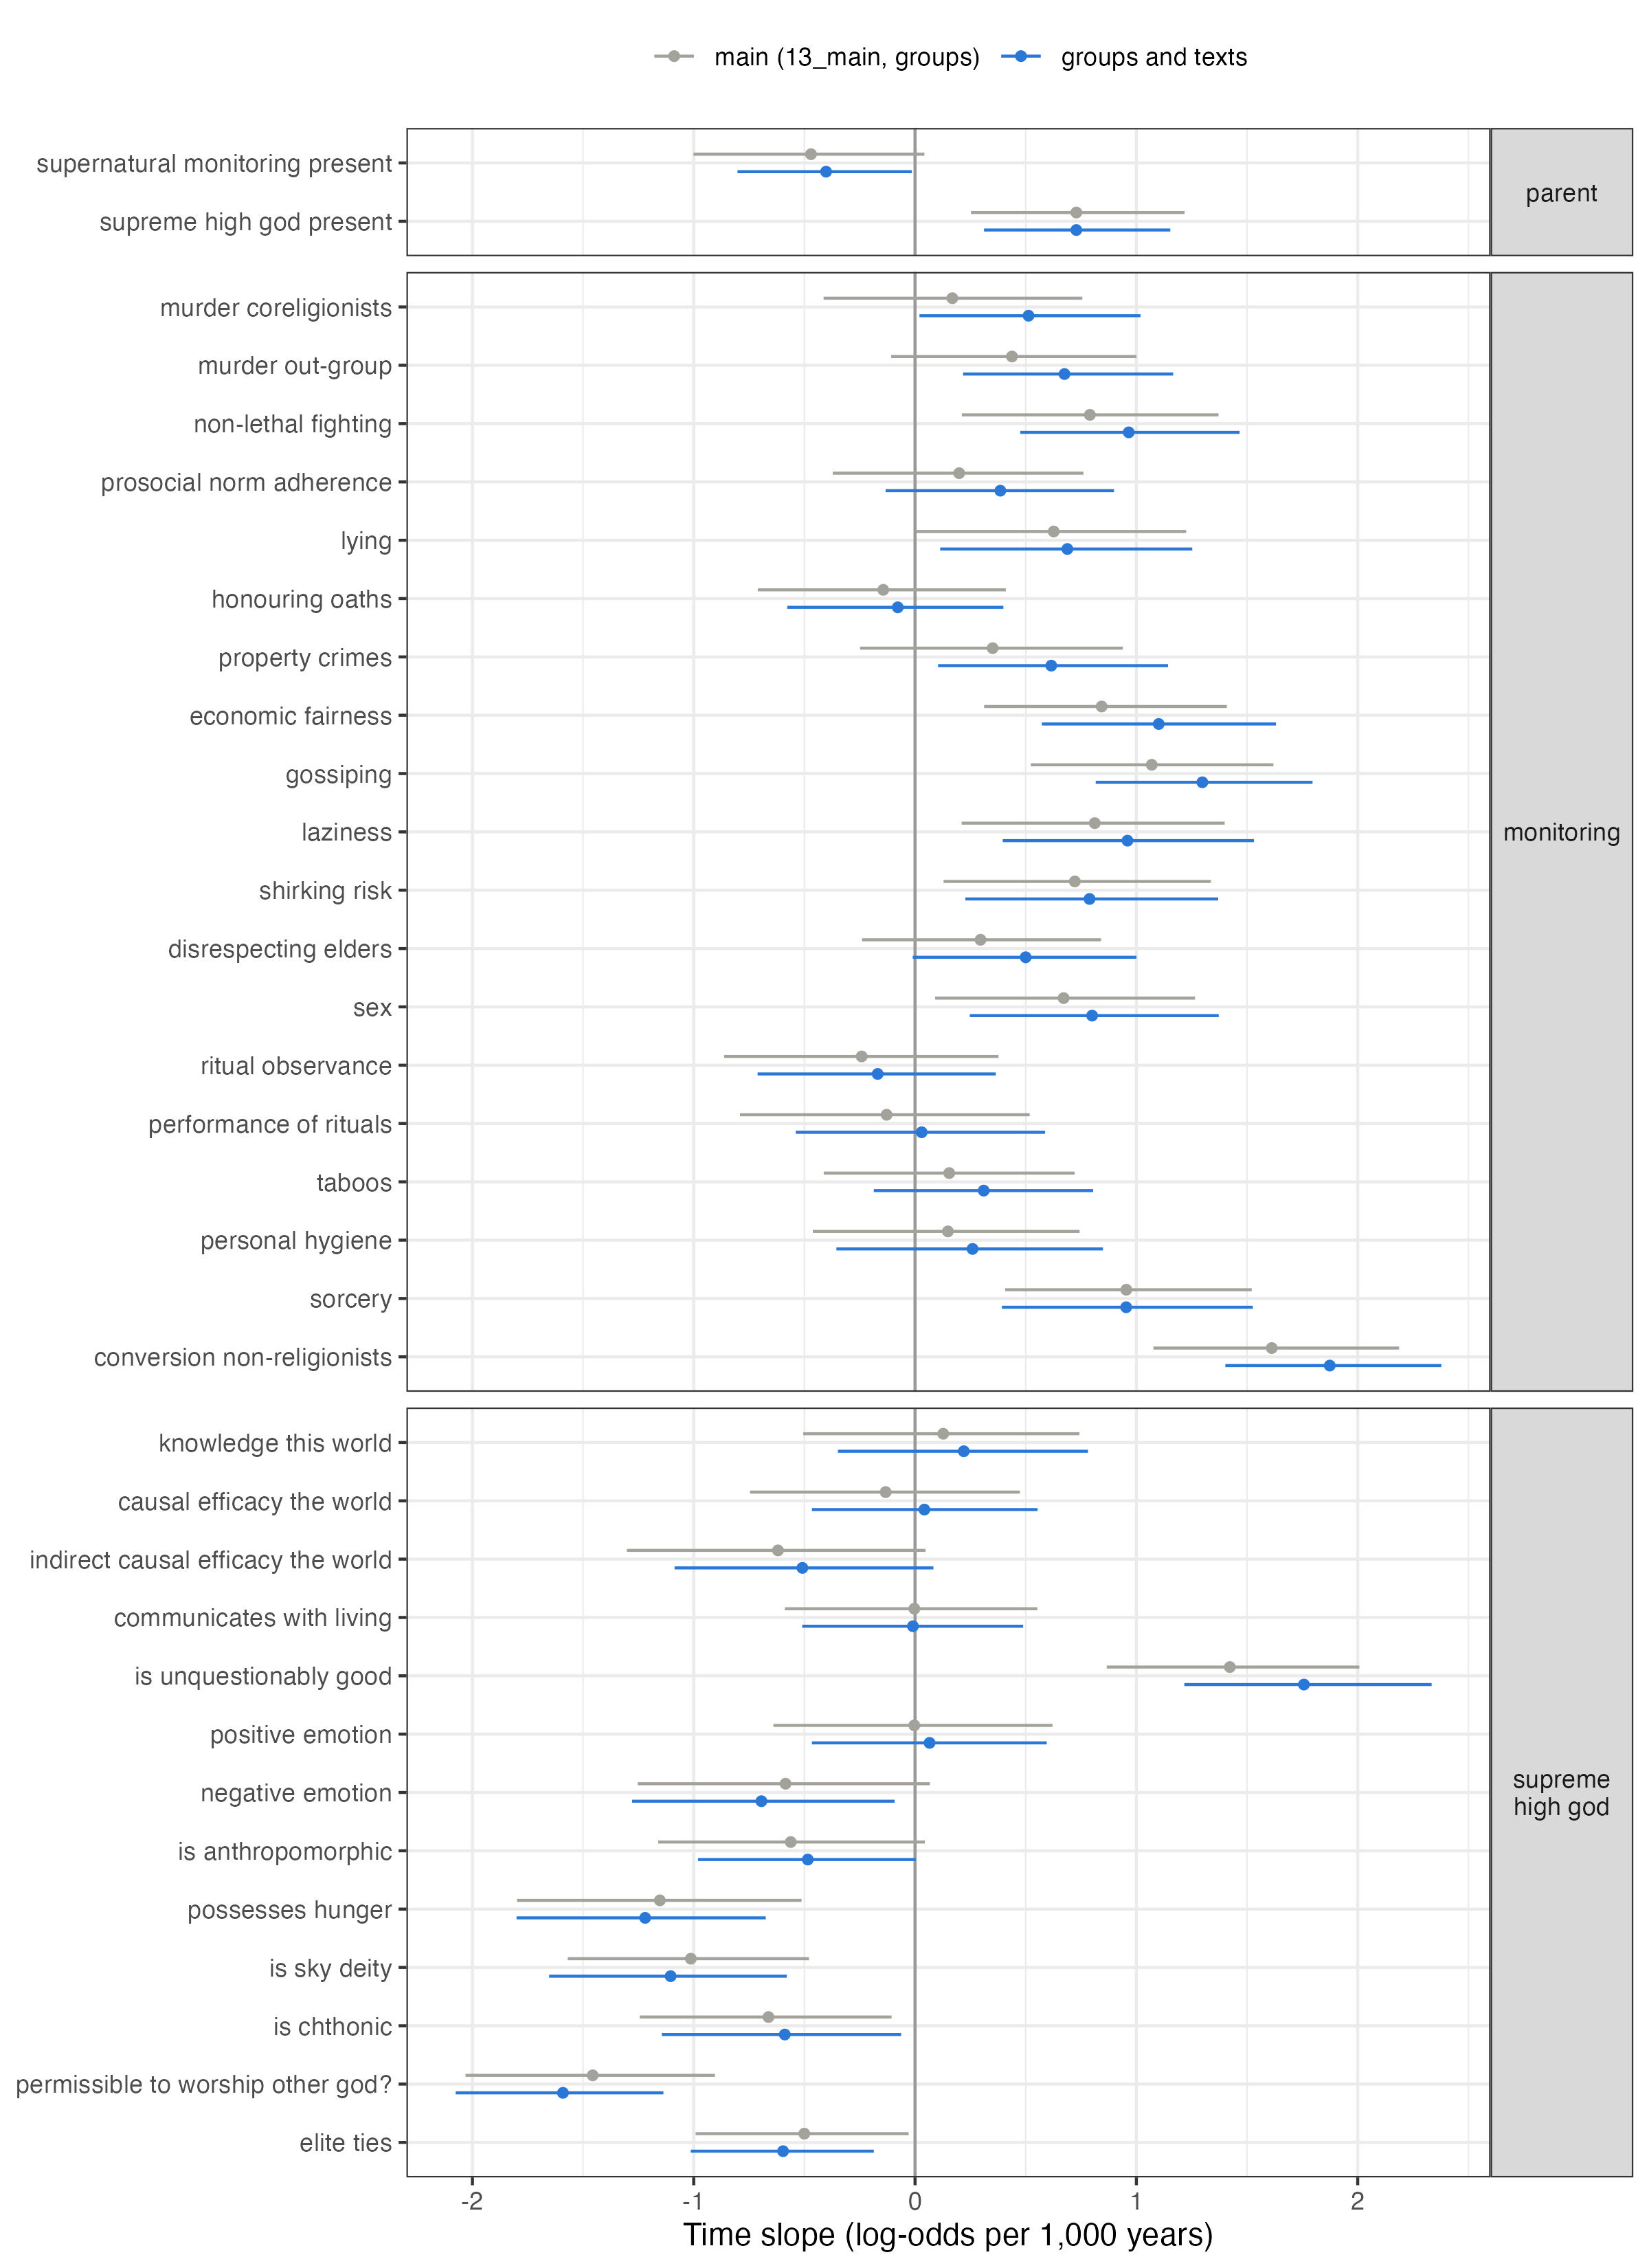 main (13_main, groups) groups and texts
supernatural monitoring present
supreme high god present
parent
murder coreligionists
murder out-group
non-lethal fighting
prosocial norm adherence
lying
honouring oaths
property crimes
economic fairness
gossiping
laziness
shirking risk
disrespecting elders
sex
ritual observance
performance of rituals
taboos
personal hygiene
sorcery
conversion non-religionists
monitoring
knowledge this world
causal efficacy the world
indirect causal efficacy the world
communicates with living
is unquestionably good
positive emotion
negative emotion
is anthropomorphic
possesses hunger
is sky deity
is chthonic
permissible to worship other god?
elite ties
supreme
high god
-2 -1 0 1 2
Time slope (log-odds per 1,000 years)